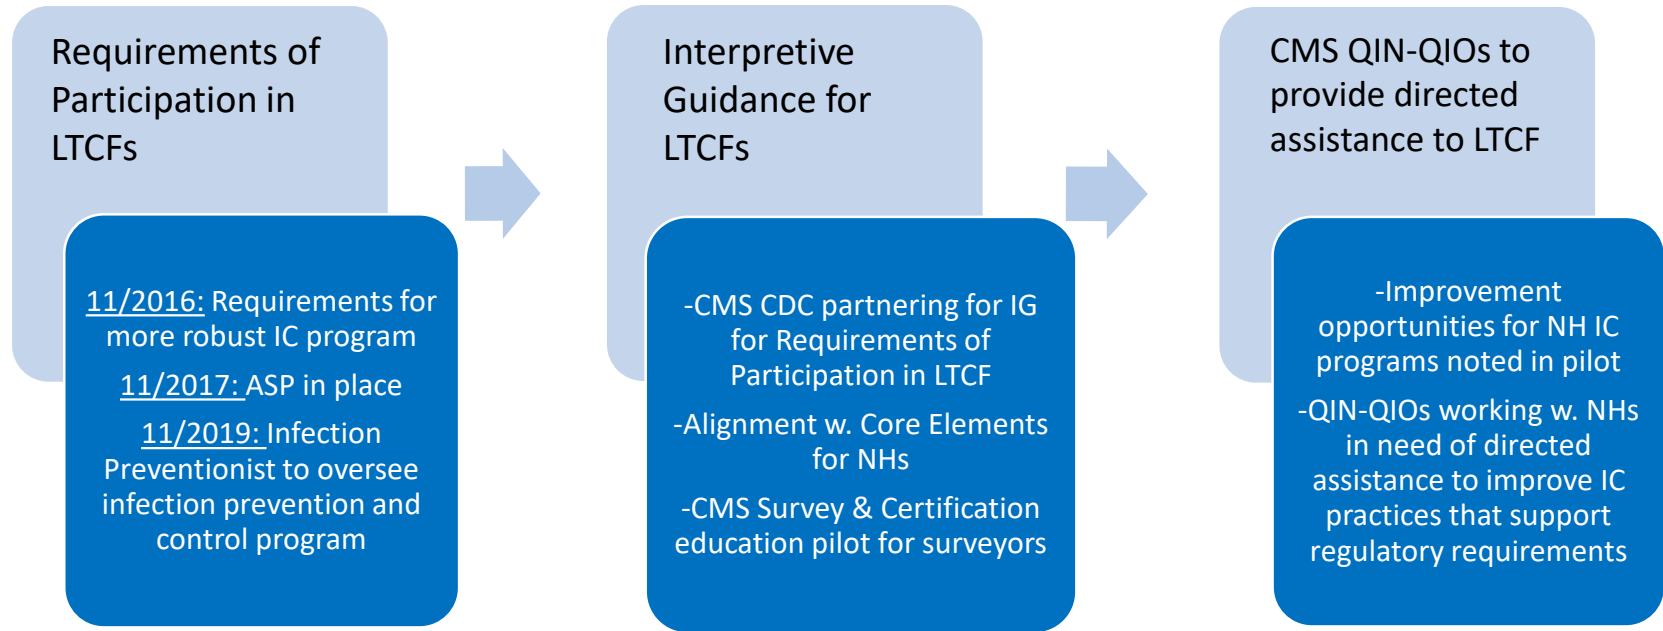 Requirements of
Participation in
LTCFs
11/2016: Requirements for
more robust IC program
11/2017: ASP in place
11/2019: Infection
Preventionist to oversee
infection prevention and
control program
Interpretive
Guidance for
LTCFs
-CMS CDC partnering for IG
for Requirements of
Participation in LTCF
-Alignment w. Core Elements
for NHs
-CMS Survey & Certification
education pilot for surveyors
CMS QIN-QIOs to
provide directed
assistance to LTCF
-Improvement
opportunities for NH IC
programs noted in pilot
-QIN-QIOs working w. NHs
in need of directed
assistance to improve IC
practices that support
regulatory requirements